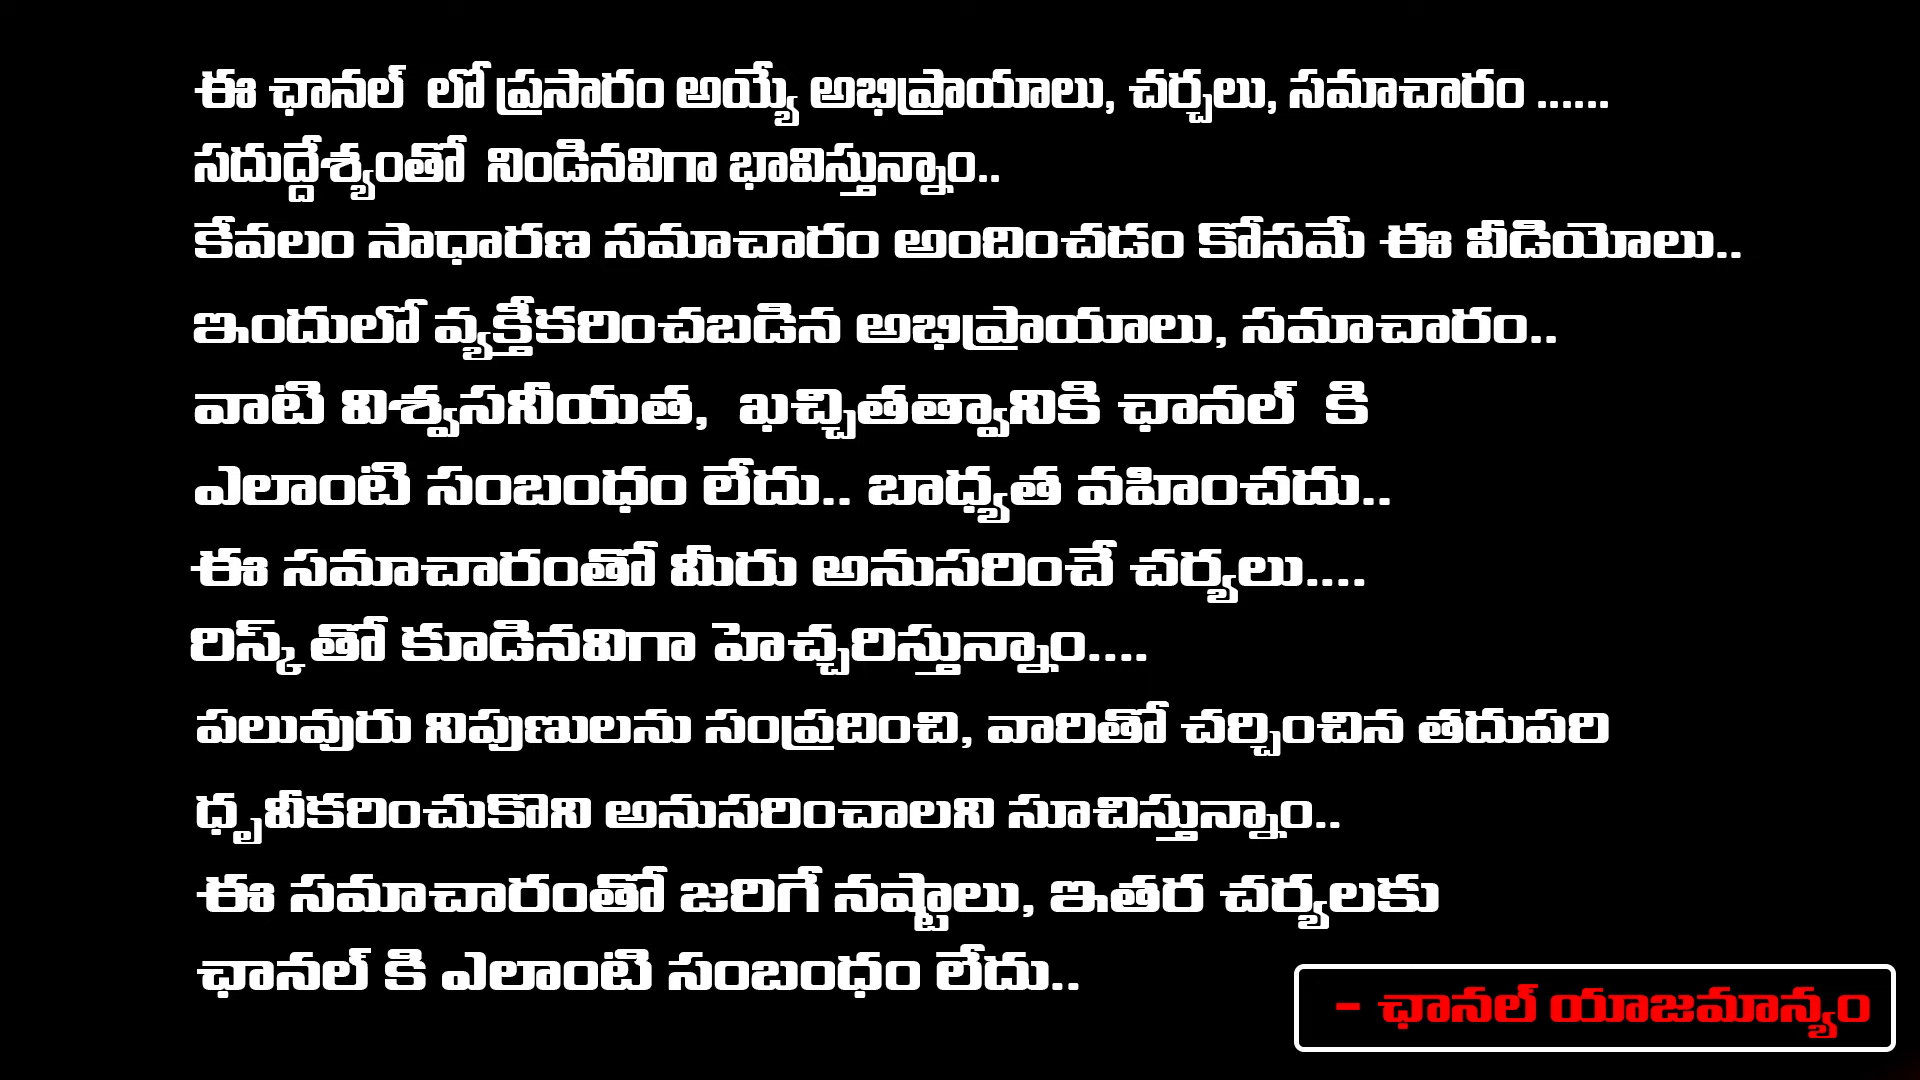 ఈ ఛానల్ లో ప్రసారం అయ్యే అభిప్రాయాలు, చర్చలు, సమాచారం ......
సదుద్దేశ్యంతో నిండినవిగా భావిస్తున్నాం..
కేవలం సాధారణ సమాచారం అందించడం కోసమే ఈ వీడియోలు..
ఇందులో వ్యక్తీకరించబడిన అభిప్రాయాలు, సమాచారం..
వాటి విశ్వసనీయత, ఖచ్చితత్వానికి ఛానల్ కి
ఎలాంటి సంబంధం లేదు.. బాధ్యత వహించదు..
ఈ సమాచారంతో మీరు అనుసరించే చర్యలు....
రిస్క్ తో కూడినవిగా హెచ్చరిస్తున్నాం....
పలువురు నిపుణులను సంప్రదించి, వారితో చర్చించిన తదుపరి
ధృవీకరించుకొని అనుసరించాలని సూచిస్తున్నాం..
ఈ సమాచారంతో జరిగే నష్టాలు, ఇతర చర్యలకు
ఛానల్ కి ఎలాంటి సంబంధం లేదు..
- ఛానల్ యాజమాన్యం